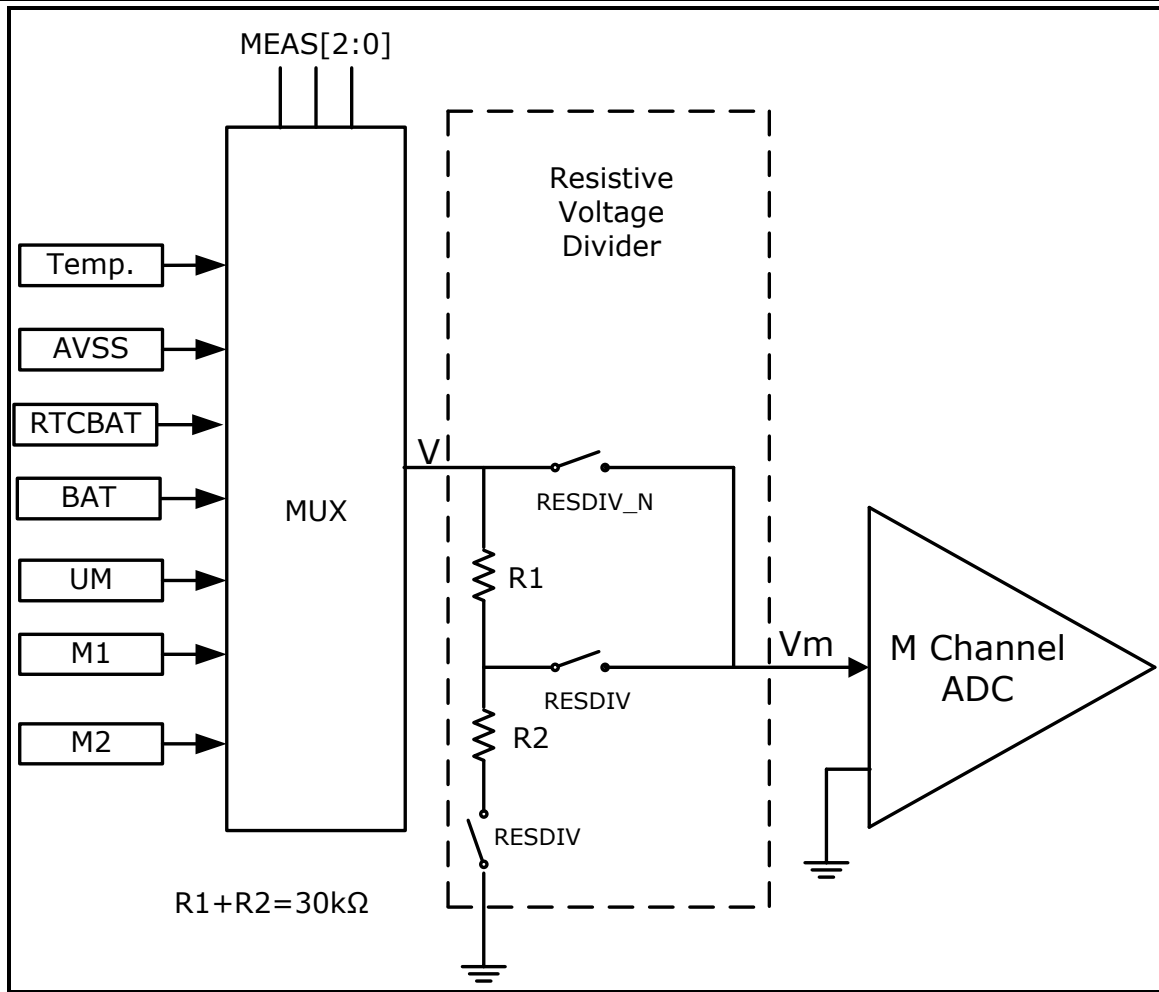 MEAS[2:0]
Resistive
Voltage
Divider
Temp.
AVSS
RTCBAT
BAT
UM
M1
M2
MUX
V
RESDIV_N
R1
RESDIV
R2
RESDIV
Vm
M Channel
ADC
R1+R2=30kΩ